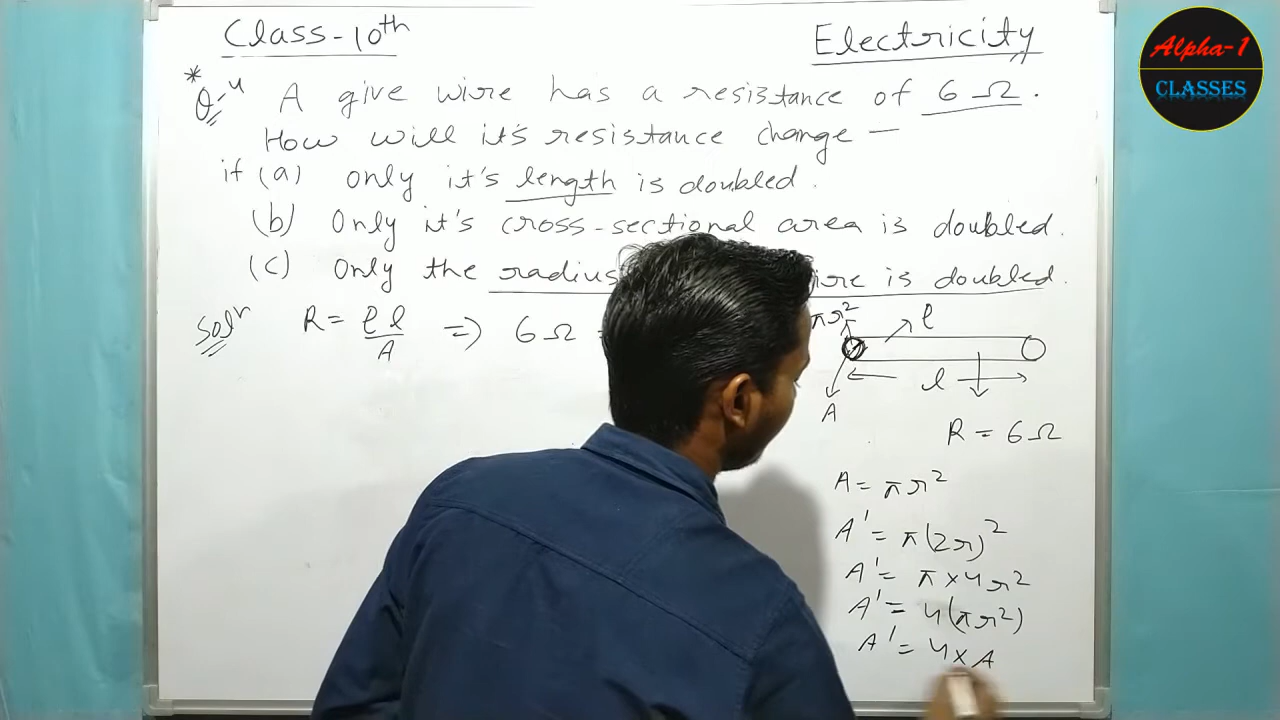 Class-10th
Electricity
Alpha-1
CLASSES
* Q-4 A give wire has a resistance of 6 Ω.
How will it's resistance change —
if (a) only it's length is doubled.
(b) Only it's cross-sectional area is doubled.
(c) Only the radius ire is doubled.
Solⁿ R = ρl/A => 6 Ω
πr²
ρ
l
A
R = 6 Ω
A = πr²
A' = π(2r)²
A' = π×4r²
A' = 4(πr²)
A' = 4×A